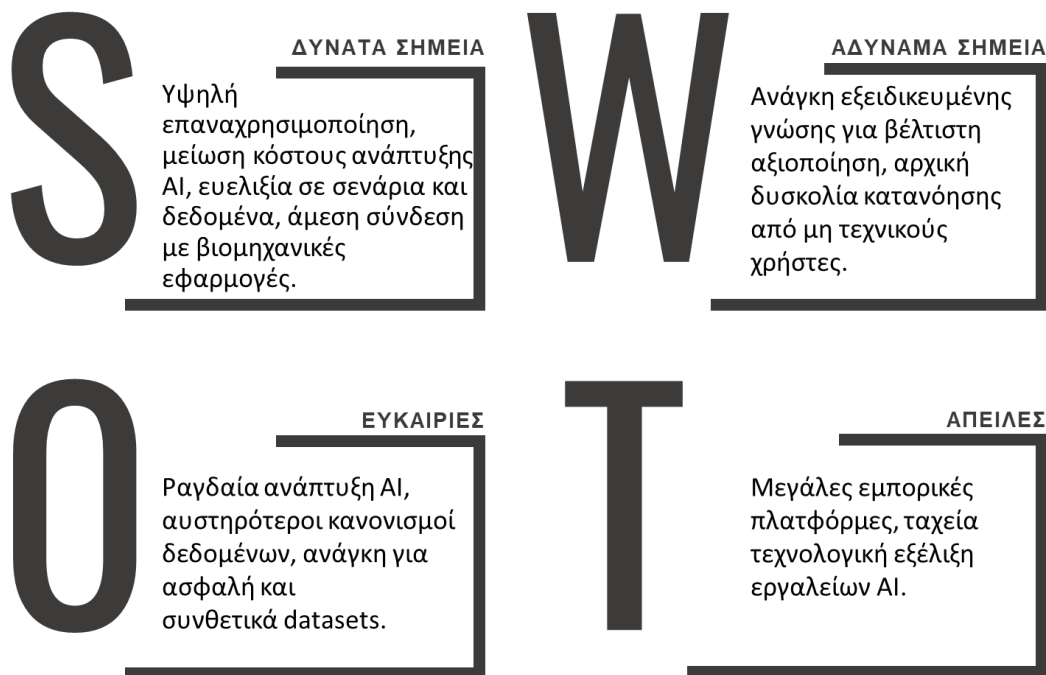 S
ΔΥΝΑΤΑ ΣΗΜΕΙΑ
Υψηλή
επαναχρησιμοποίηση,
μείωση κόστους ανάπτυξης
AI, ευελιξία σε σενάρια και
δεδομένα, άμεση σύνδεση
με βιομηχανικές
εφαρμογές.
W
ΑΔΥΝΑΜΑ ΣΗΜΕΙΑ
Ανάγκη εξειδικευμένης
γνώσης για βέλτιστη
αξιοποίηση, αρχική
δυσκολία κατανόησης
από μη τεχνικούς
χρήστες.
O
ΕΥΚΑΙΡΙΕΣ
Ραγδαία ανάπτυξη AI,
αυστηρότεροι κανονισμοί
δεδομένων, ανάγκη για
ασφαλή και
συνθετικά datasets.
T
ΑΠΕΙΛΕΣ
Μεγάλες εμπορικές
πλατφόρμες, ταχεία
τεχνολογική εξέλιξη
εργαλείων AI.